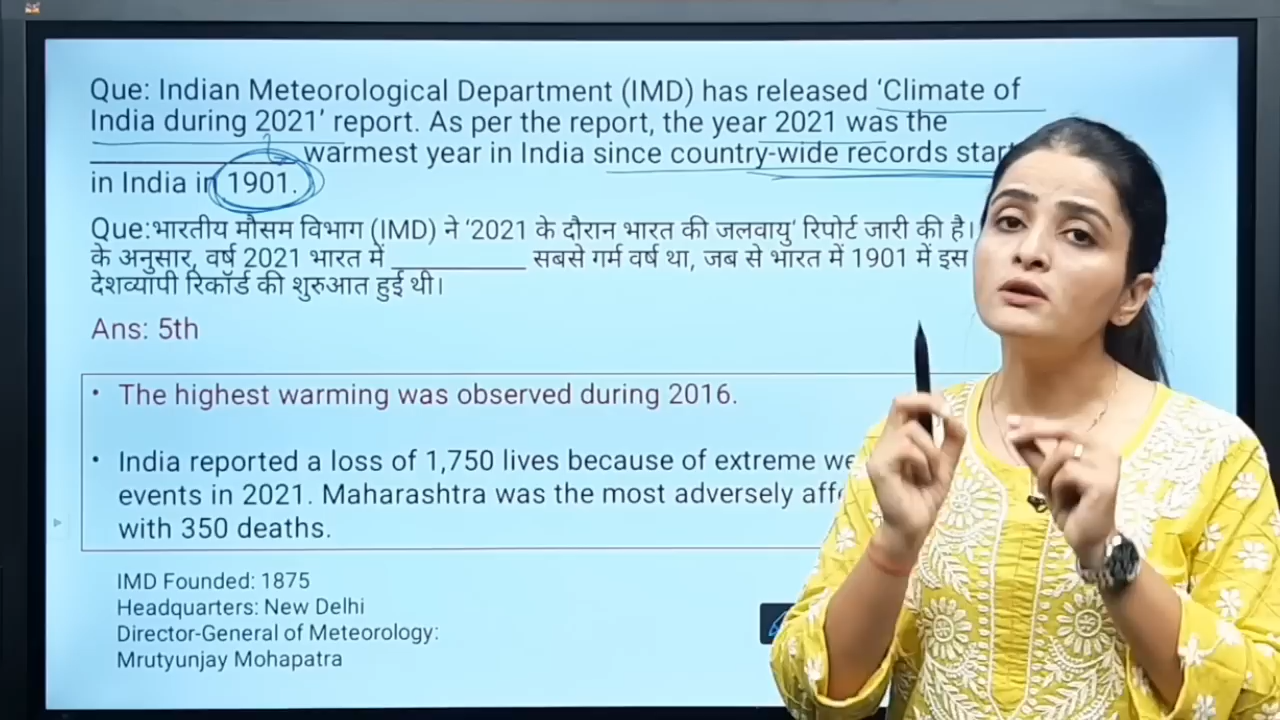 Que: Indian Meteorological Department (IMD) has released ‘Climate of
India during 2021’ report. As per the report, the year 2021 was the
____________ warmest year in India since country-wide records
in India in 1901.
Que:भारतीय मौसम विभाग (IMD) ने ‘2021 के दौरान भारत की जलवायु’ रिपोर्ट जारी की है।
के अनुसार, वर्ष 2021 भारत में __________ सबसे गर्म वर्ष था, जब से भारत में 1901 में इस
देशव्यापी रिकॉर्ड की शुरुआत हुई थी।
Ans: 5th
• The highest warming was observed during 2016.
• India reported a loss of 1,750 lives because of extreme
events in 2021. Maharashtra was the most adversely
with 350 deaths.
IMD Founded: 1875
Headquarters: New Delhi
Director-General of Meteorology:
Mrutyunjay Mohapatra